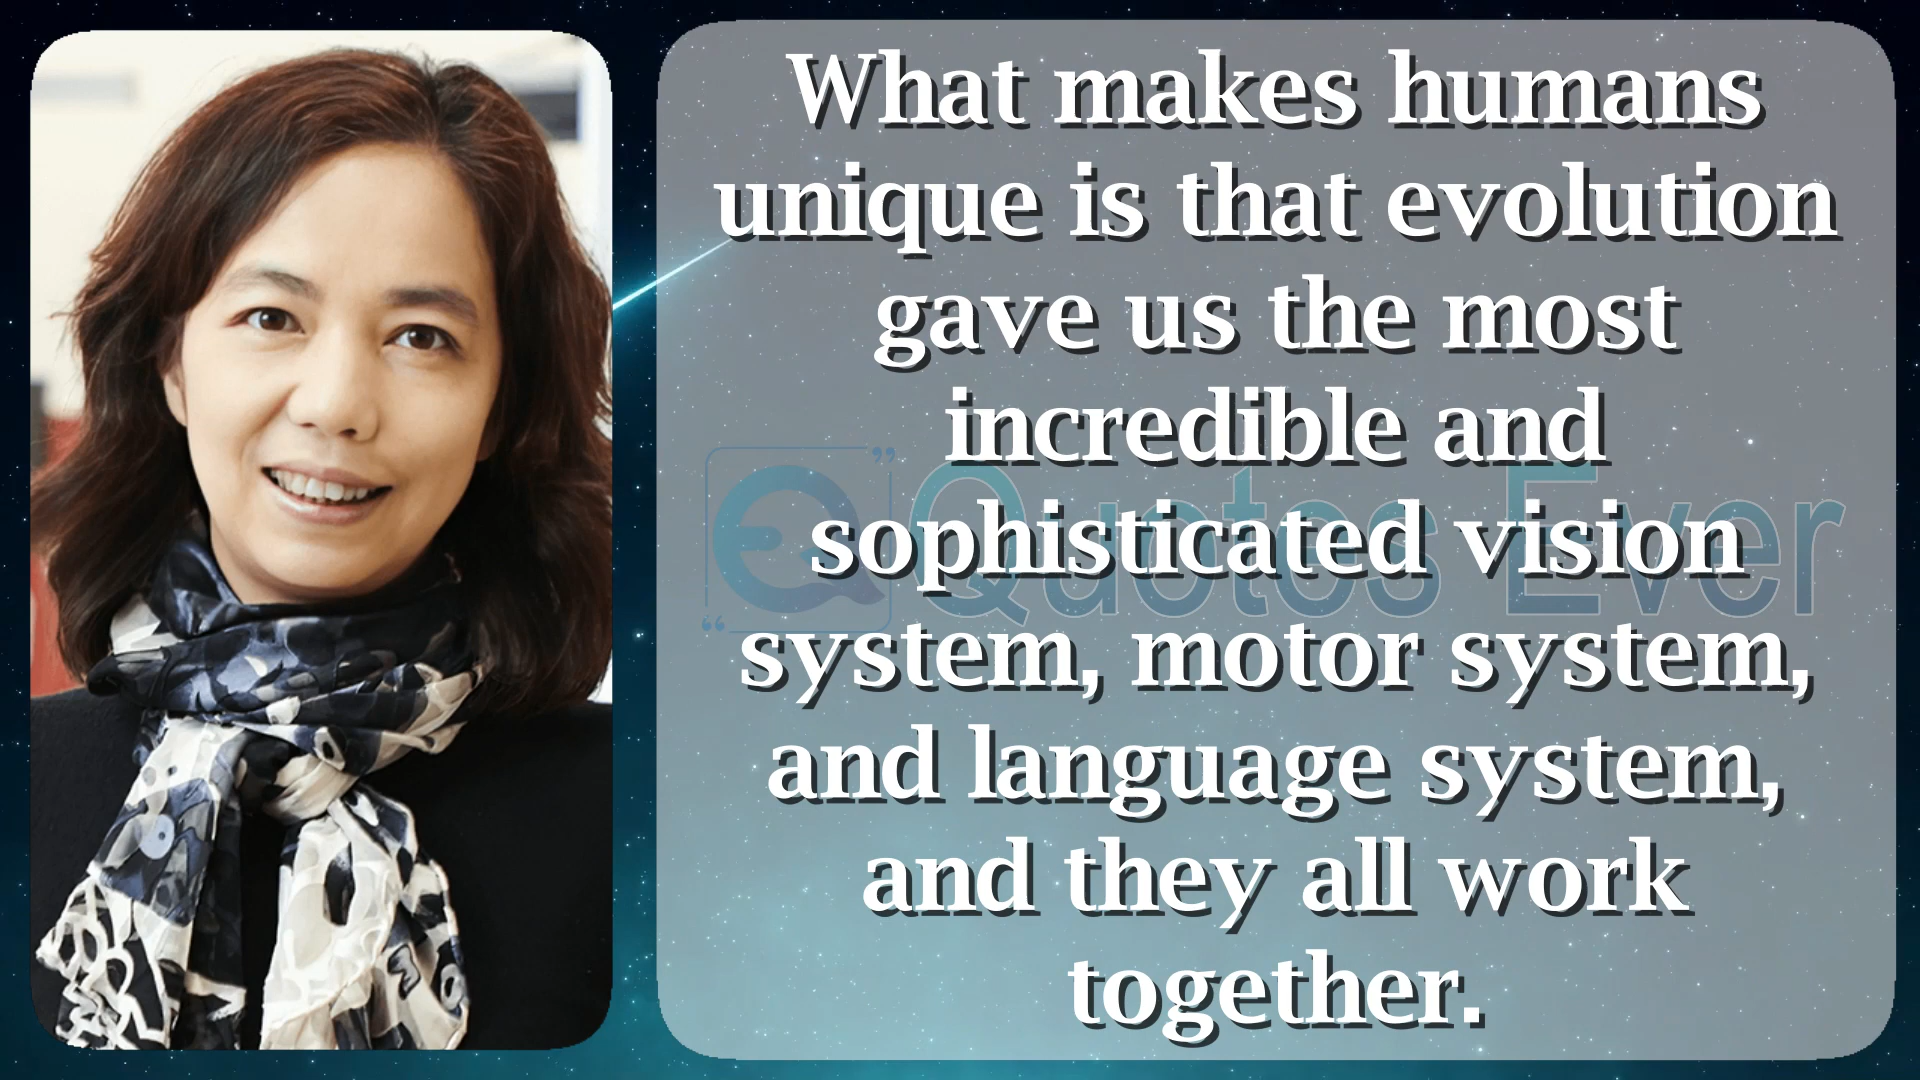 What makes humans
unique is that evolution
gave us the most
incredible and
sophisticated vision
system, motor system,
and language system,
and they all work
together.
Quotes Ever